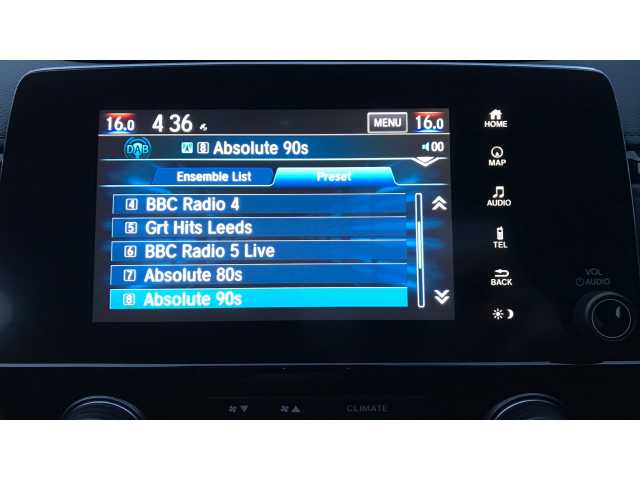 16.0 4 36 MENU 16.0
HOME
DAB A 8 Absolute 90s 00
MAP
Ensemble List Preset
4 BBC Radio 4
AUDIO
5 Grt Hits Leeds
6 BBC Radio 5 Live
TEL
7 Absolute 80s
BACK
VOL
AUDIO
8 Absolute 90s
CLIMATE